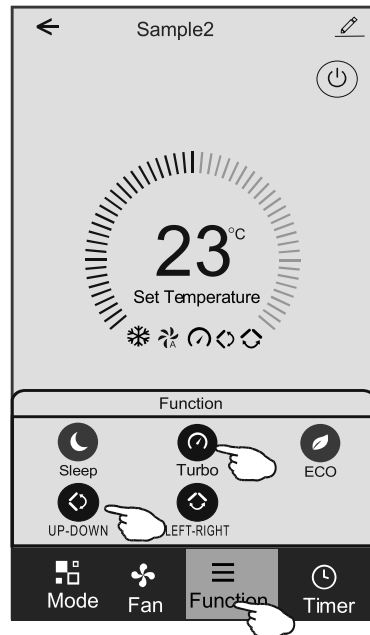 Sample2
23°C
Set Temperature
A
Function
Sleep Turbo ECO
UP-DOWN LEFT-RIGHT
Mode Fan Function Timer